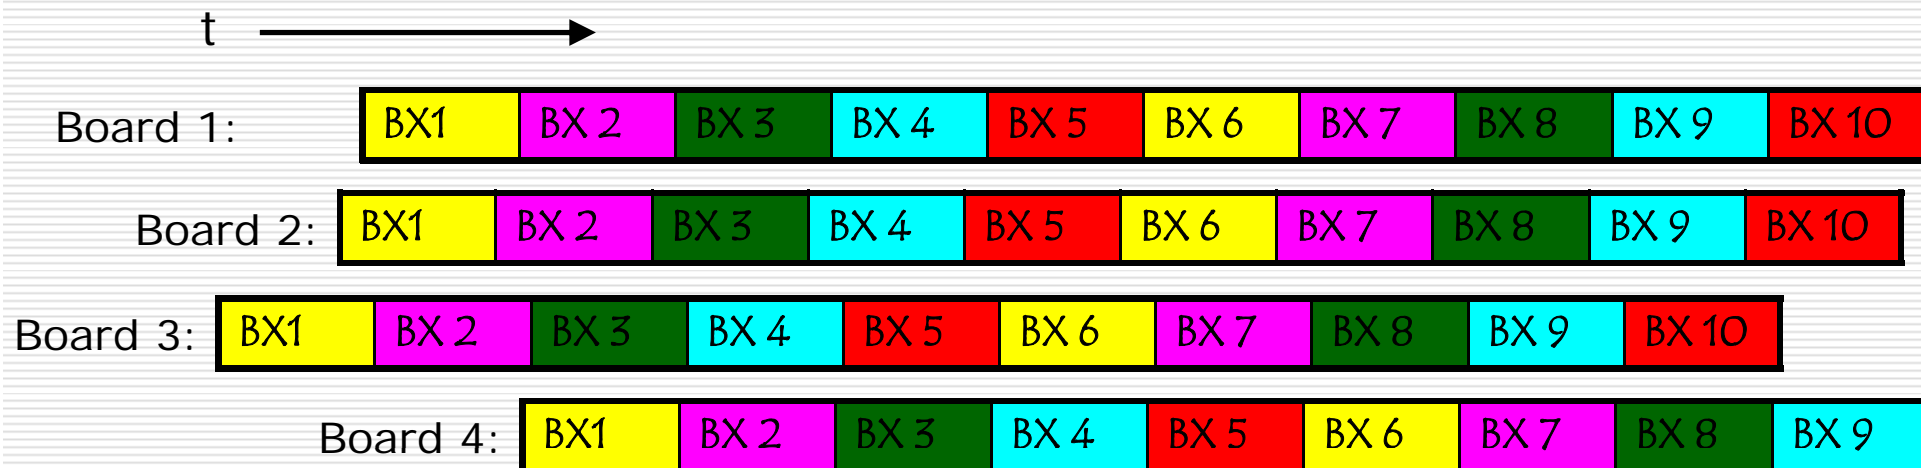 t
Board 1: BX1 BX 2 BX 3 BX 4 BX 5 BX 6 BX 7 BX 8 BX 9 BX 10
Board 2: BX1 BX 2 BX 3 BX 4 BX 5 BX 6 BX 7 BX 8 BX 9 BX 10
Board 3: BX1 BX 2 BX 3 BX 4 BX 5 BX 6 BX 7 BX 8 BX 9 BX 10
Board 4: BX1 BX 2 BX 3 BX 4 BX 5 BX 6 BX 7 BX 8 BX 9